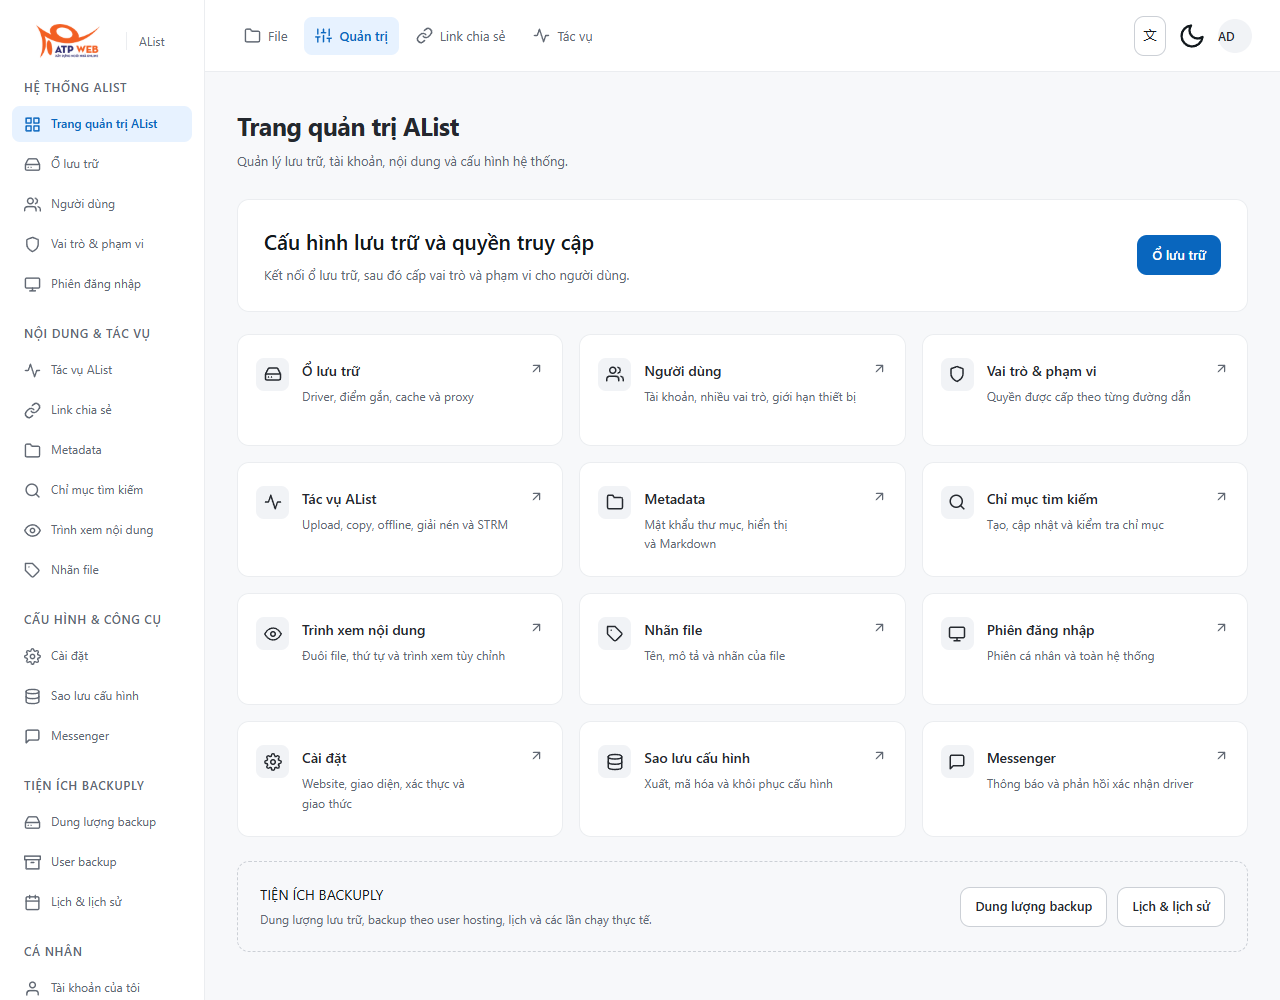 ATP WEB
AList
File
Quản trị
Link chia sẻ
Tác vụ
文
AD
HỆ THỐNG ALIST
Trang quản trị AList
Ổ lưu trữ
Người dùng
Vai trò & phạm vi
Phiên đăng nhập
NỘI DUNG & TÁC VỤ
Tác vụ AList
Link chia sẻ
Metadata
Chỉ mục tìm kiếm
Trình xem nội dung
Nhãn file
CẤU HÌNH & CÔNG CỤ
Cài đặt
Sao lưu cấu hình
Messenger
TIỆN ÍCH BACKUPLY
Dung lượng backup
User backup
Lịch & lịch sử
CÁ NHÂN
Tài khoản của tôi
Trang quản trị AList
Quản lý lưu trữ, tài khoản, nội dung và cấu hình hệ thống.
Cấu hình lưu trữ và quyền truy cập
Kết nối ổ lưu trữ, sau đó cấp vai trò và phạm vi cho người dùng.
Ổ lưu trữ
Ổ lưu trữ
Driver, điểm gắn, cache và proxy
Người dùng
Tài khoản, nhiều vai trò, giới hạn thiết bị
Vai trò & phạm vi
Quyền được cấp theo từng đường dẫn
Tác vụ AList
Upload, copy, offline, giải nén và STRM
Metadata
Mật khẩu thư mục, hiển thị
và Markdown
Chỉ mục tìm kiếm
Tạo, cập nhật và kiểm tra chỉ mục
Trình xem nội dung
Đuôi file, thứ tự và trình xem tùy chỉnh
Nhãn file
Tên, mô tả và nhãn của file
Phiên đăng nhập
Phiên cá nhân và toàn hệ thống
Cài đặt
Website, giao diện, xác thực và
giao thức
Sao lưu cấu hình
Xuất, mã hóa và khôi phục cấu hình
Messenger
Thông báo và phản hồi xác nhận driver
TIỆN ÍCH BACKUPLY
Dung lượng lưu trữ, backup theo user hosting, lịch và các lần chạy thực tế.
Dung lượng backup
Lịch & lịch sử